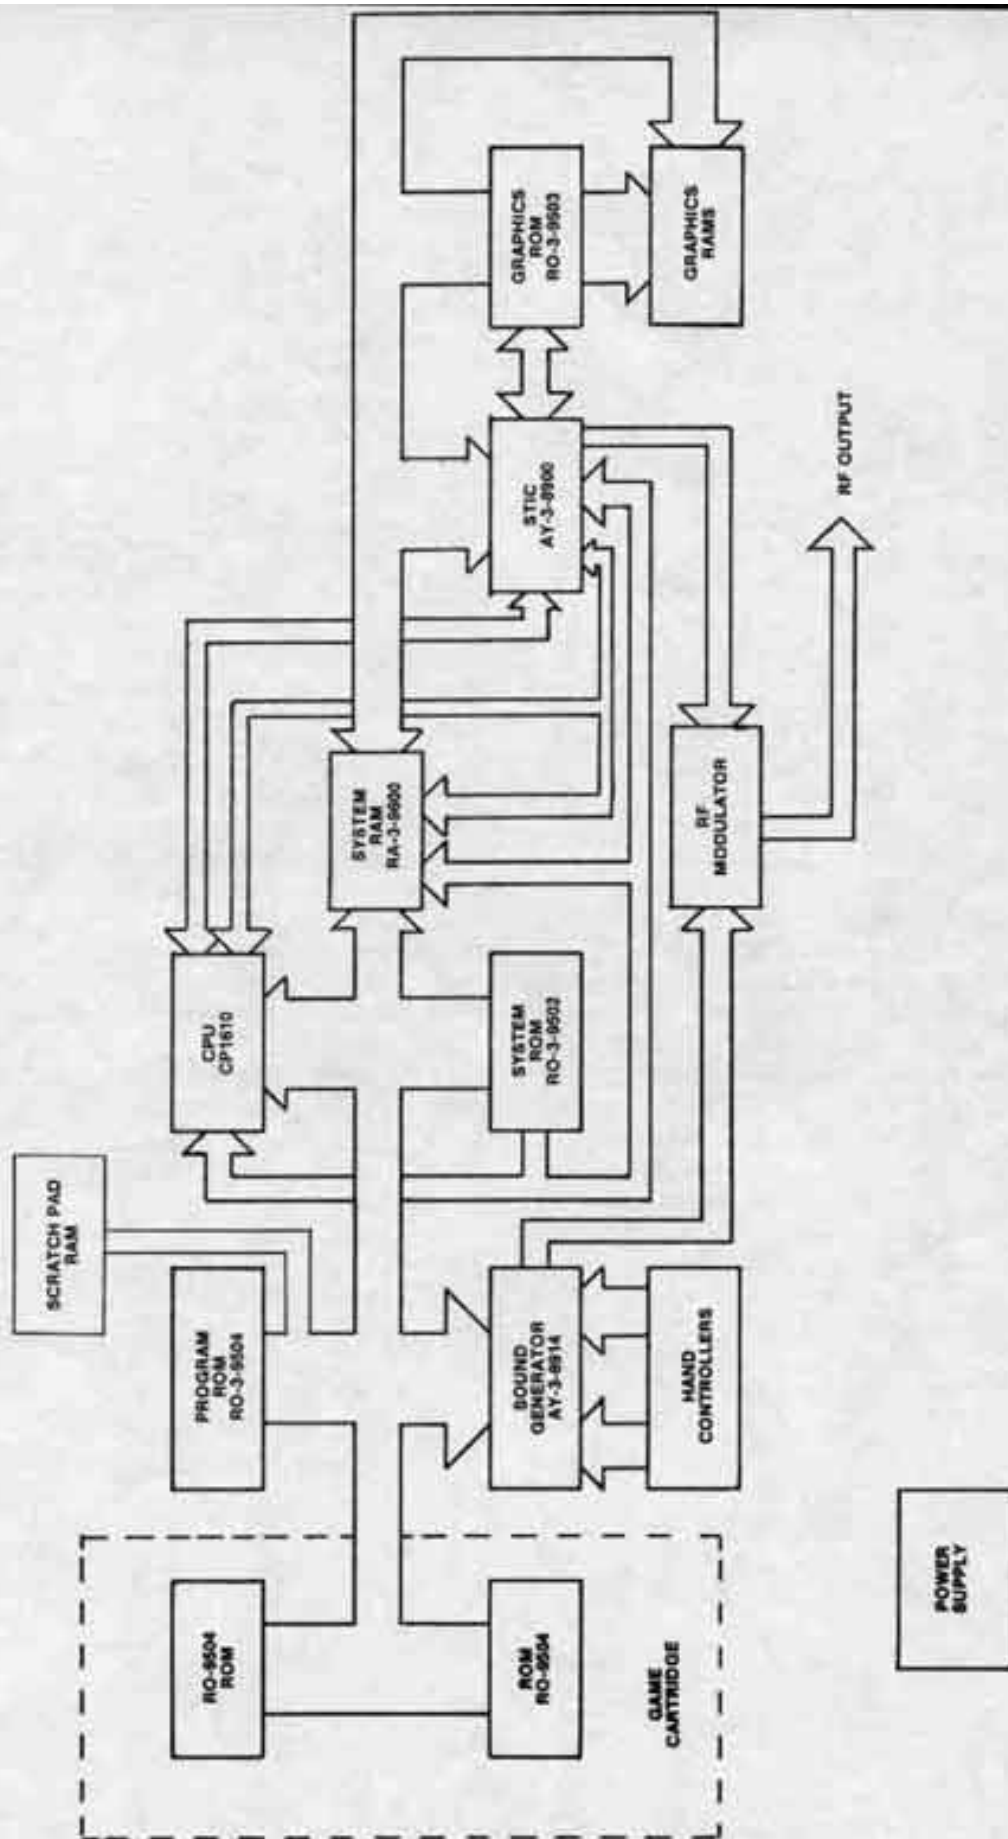 SCRATCH PAD
RAM
RO-9504
ROM
PROGRAM
ROM
RO-3-9504
CPU
CP1610
SYSTEM
RAM
RA-3-9600
ROM
RO-9504
GAME
CARTRIDGE
SOUND
GENERATOR
AY-3-8914
SYSTEM
ROM
RO-3-9502
STIC
AY-3-8900
GRAPHICS
ROM
RO-3-9503
HAND
CONTROLLERS
RF
MODULATOR
GRAPHICS
RAMS
RF OUTPUT
POWER
SUPPLY